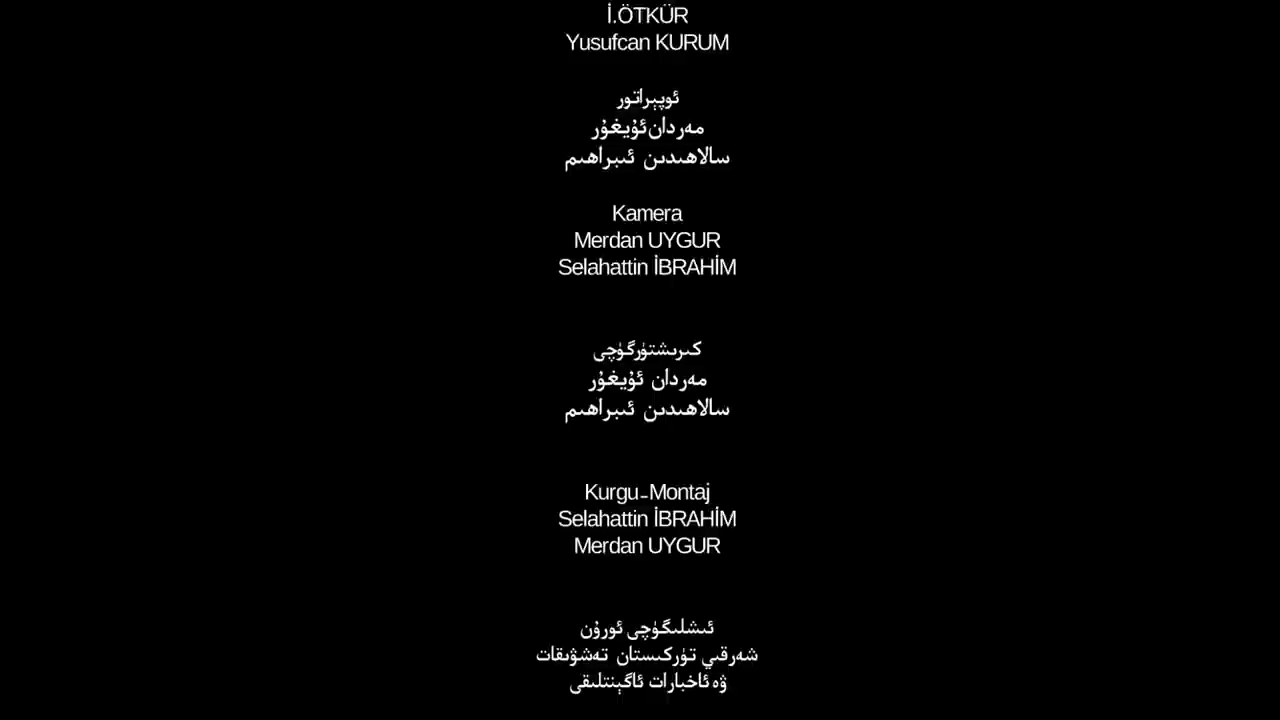 İ.ÖTKÜR
Yusufcan KURUM
ئوپېراتور
مەردان ئۇيغۇر
سالاھىدىن ئىبراھىم
Kamera
Merdan UYGUR
Selahattin İBRAHİM
كىرىشتۈرگۈچى
مەردان ئۇيغۇر
سالاھىدىن ئىبراھىم
Kurgu-Montaj
Selahattin İBRAHİM
Merdan UYGUR
ئىشلىگۈچى ئورۇن
شەرقىي تۈركىستان تەشۋىقات
ۋە ئاخبارات ئاگېنتلىقى